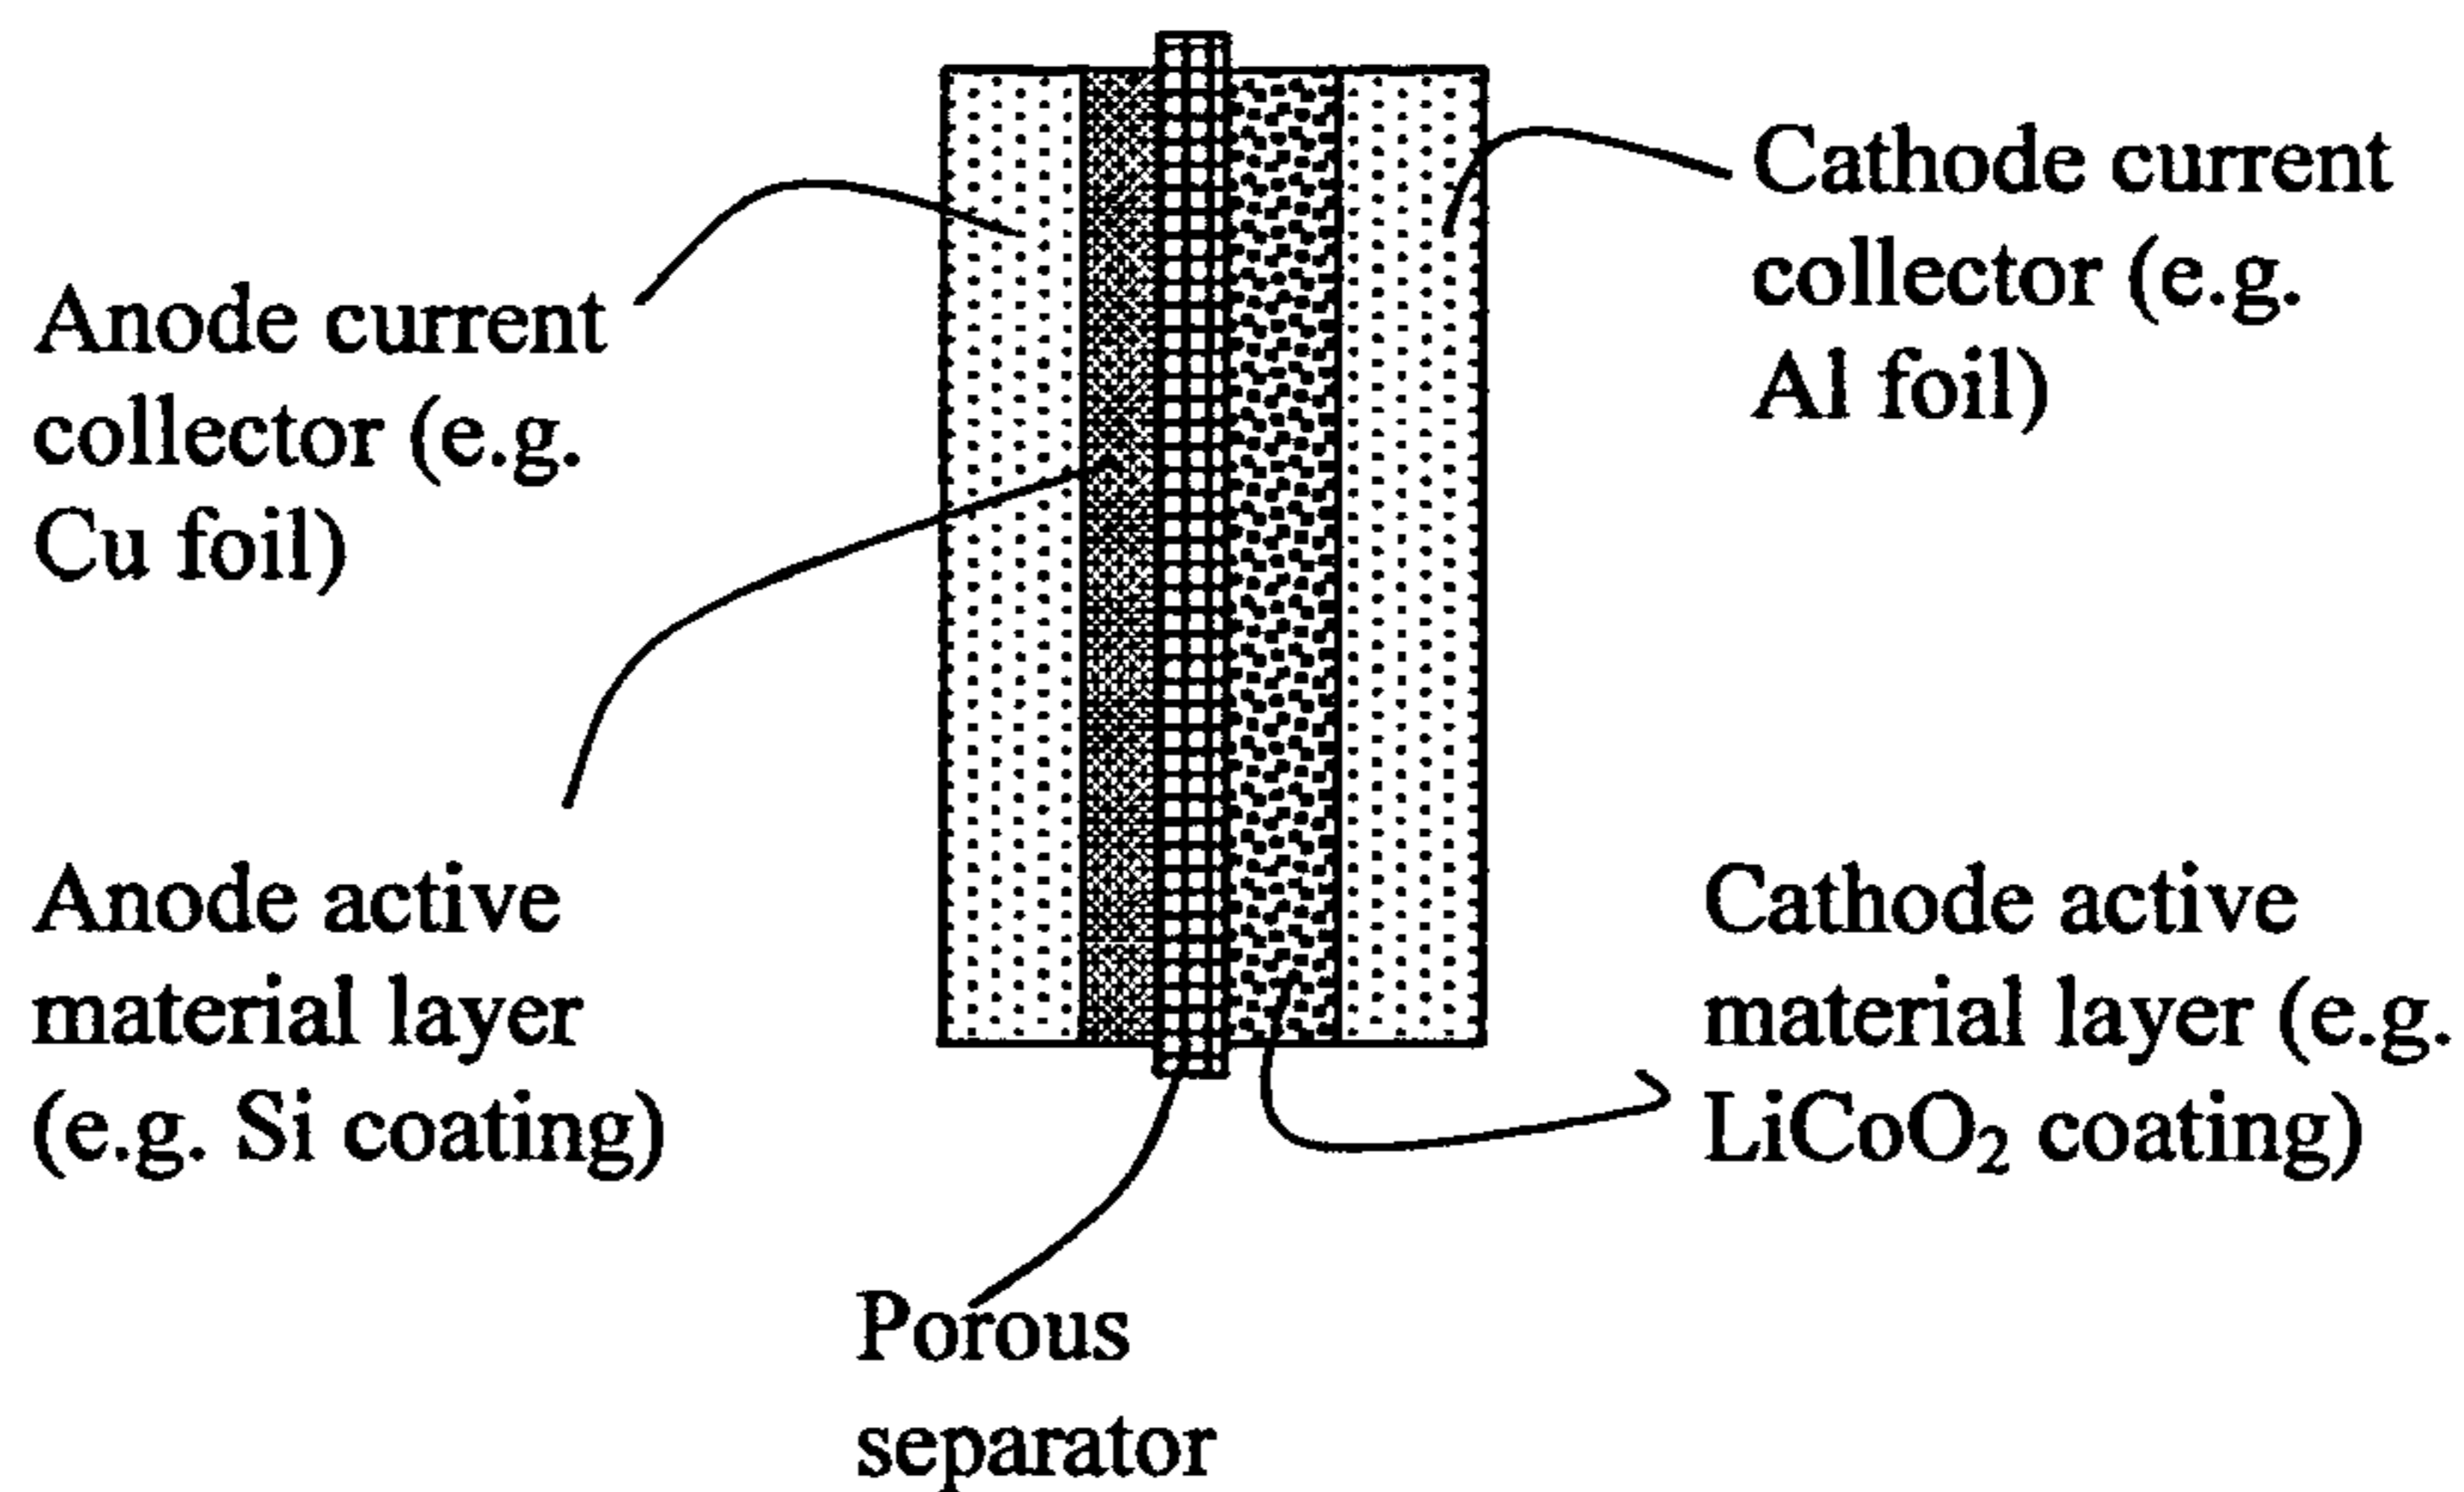 Anode current
collector (e.g.
Cu foil)
Anode active
material layer
(e.g. Si coating)
Porous
separator
Cathode current
collector (e.g.
Al foil)
Cathode active
material layer (e.g.
LiCoO₂ coating)